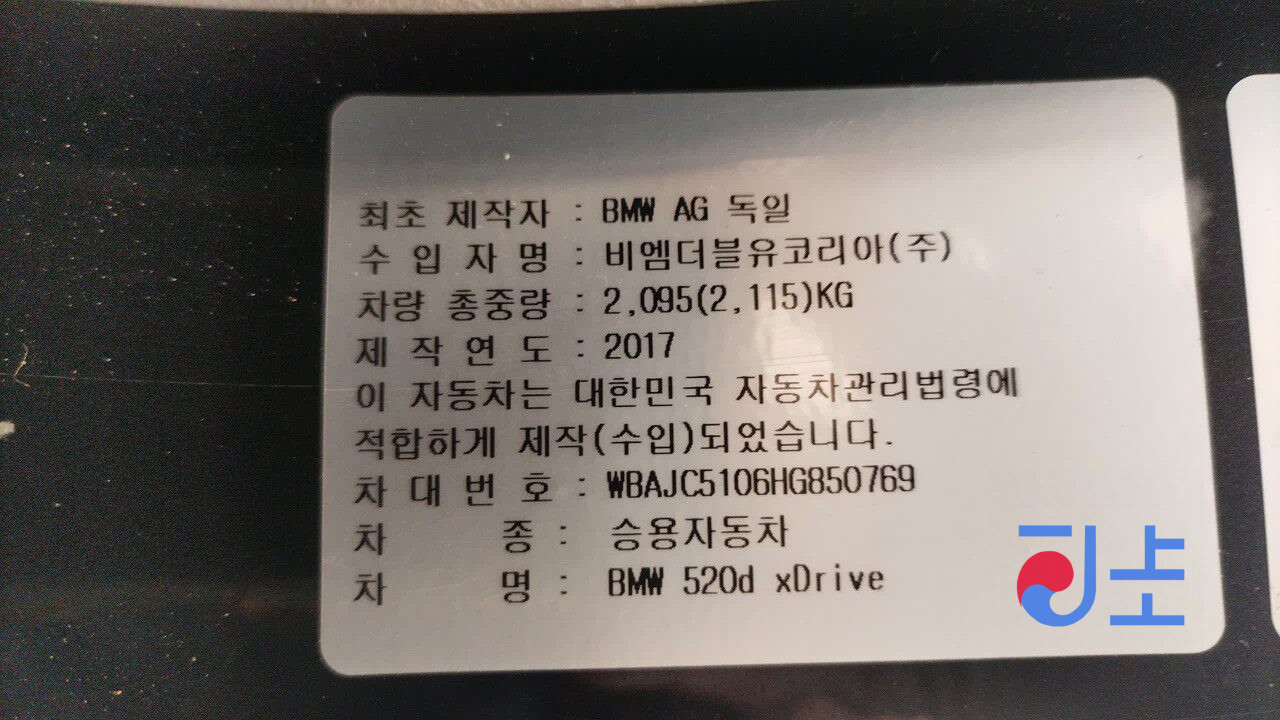 최초 제작자 : BMW AG 독일
수 입 자 명 : 비엠더블유코리아(주)
차량 총중량 : 2,095(2,115)KG
제 작 연 도 : 2017
이 자동차는 대한민국 자동차관리법령에
적합하게 제작(수입)되었습니다.
차 대 번 호 : WBAJC5106HG850769
차 종 : 승용자동차
차 명 : BMW 520d xDrive